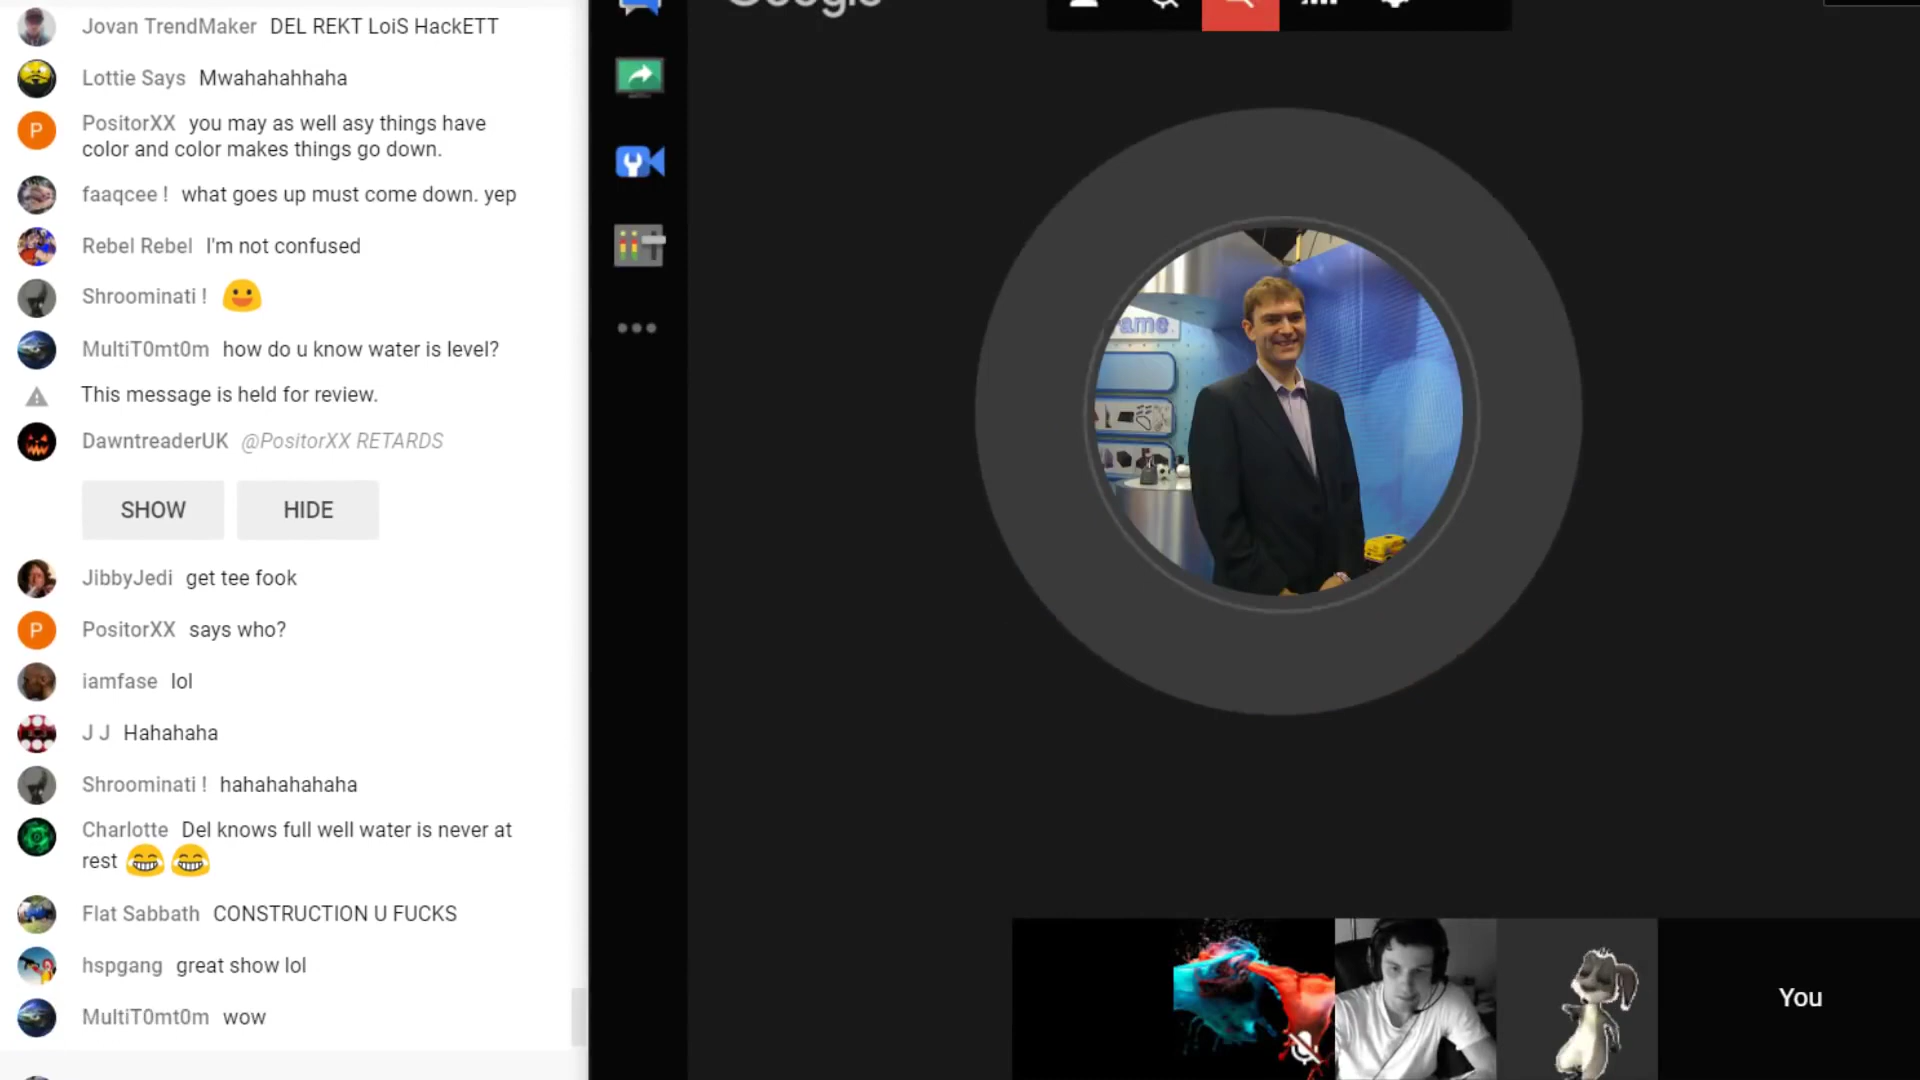 Jovan TrendMaker DEL REKT LoiS HackETT
Lottie Says Mwahahahhaha
P PositorXX you may as well asy things have
color and color makes things go down.
faaqcee ! what goes up must come down. yep
Rebel Rebel I'm not confused
Shroominati !
MultiT0mt0m how do u know water is level?
This message is held for review.
DawntreaderUK @PositorXX RETARDS
SHOW HIDE
JibbyJedi get tee fook
P PositorXX says who?
iamfase lol
J J Hahahaha
Shroominati ! hahahahahaha
Charlotte Del knows full well water is never at
rest
Flat Sabbath CONSTRUCTION U FUCKS
hspgang great show lol
MultiT0mt0m wow
Google
rame
You